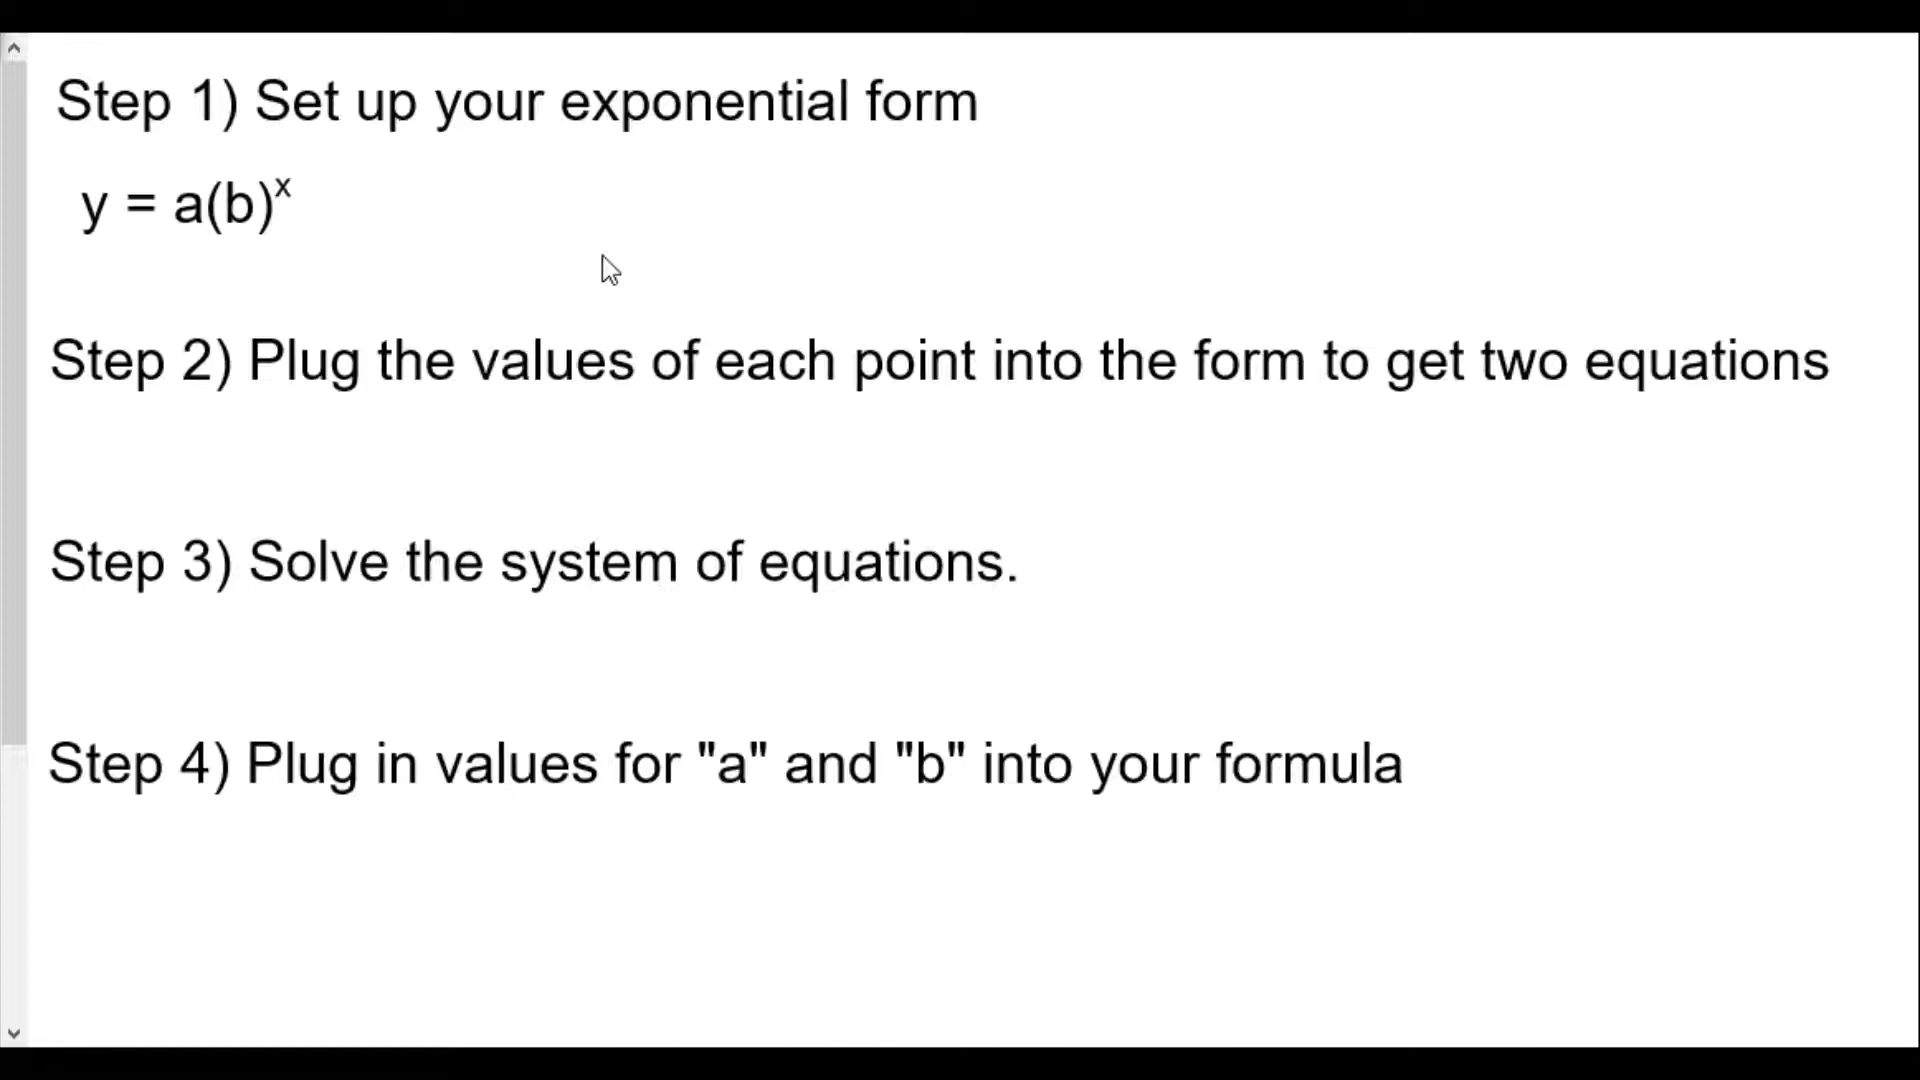 Step 1) Set up your exponential form
y = a(b)ˣ
Step 2) Plug the values of each point into the form to get two equations
Step 3) Solve the system of equations.
Step 4) Plug in values for "a" and "b" into your formula